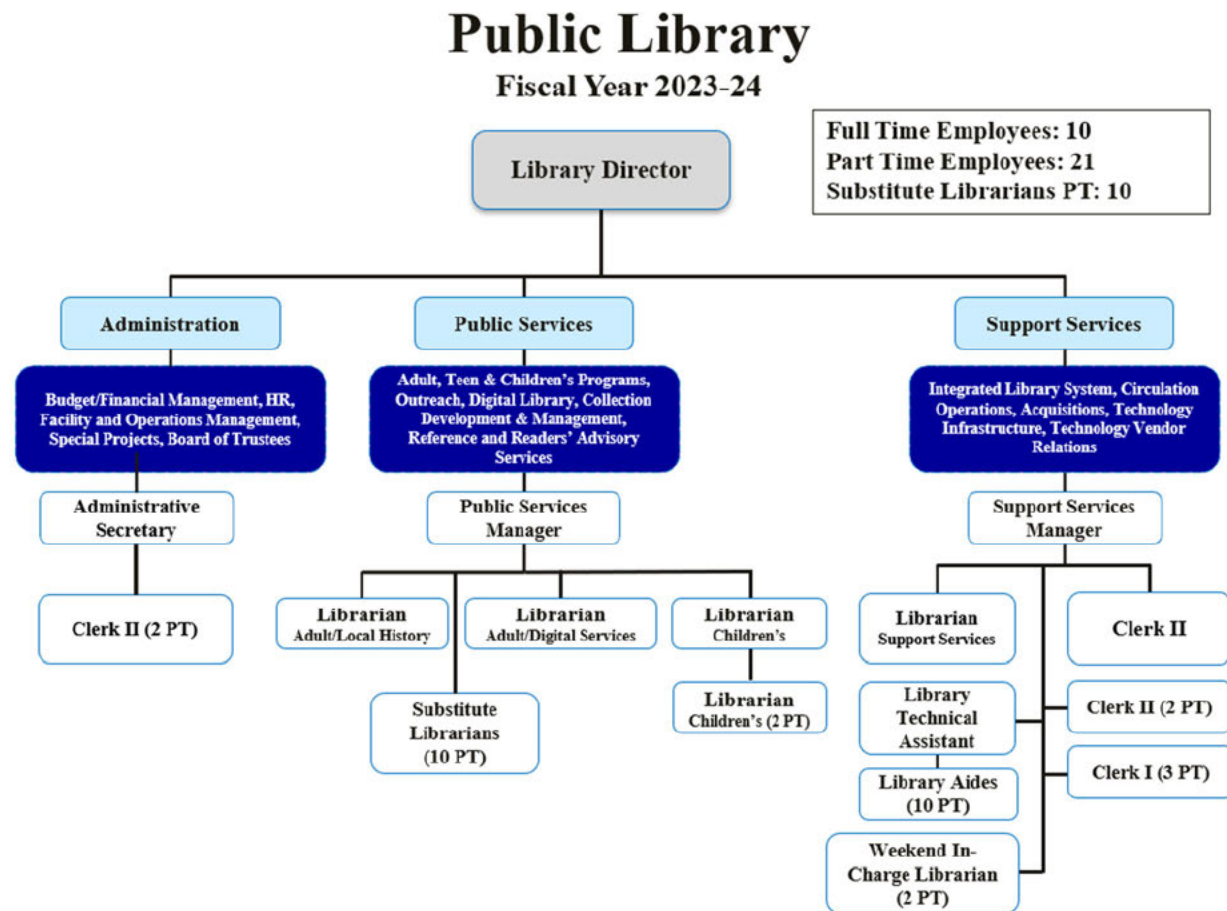 Public Library
Fiscal Year 2023-24
Full Time Employees: 10
Part Time Employees: 21
Substitute Librarians PT: 10
Library Director
Administration
Public Services
Support Services
Budget/Financial Management, HR,
Facility and Operations Management,
Special Projects, Board of Trustees
Adult, Teen & Children’s Programs,
Outreach, Digital Library, Collection
Development & Management,
Reference and Readers’ Advisory
Services
Integrated Library System, Circulation
Operations, Acquisitions, Technology
Infrastructure, Technology Vendor
Relations
Administrative
Secretary
Public Services
Manager
Support Services
Manager
Clerk II (2 PT)
Librarian
Adult/Local History
Librarian
Adult/Digital Services
Librarian
Children’s
Substitute
Librarians
(10 PT)
Librarian
Children’s (2 PT)
Librarian
Support Services
Clerk II
Library
Technical
Assistant
Clerk II (2 PT)
Library Aides
(10 PT)
Clerk I (3 PT)
Weekend In-
Charge Librarian
(2 PT)